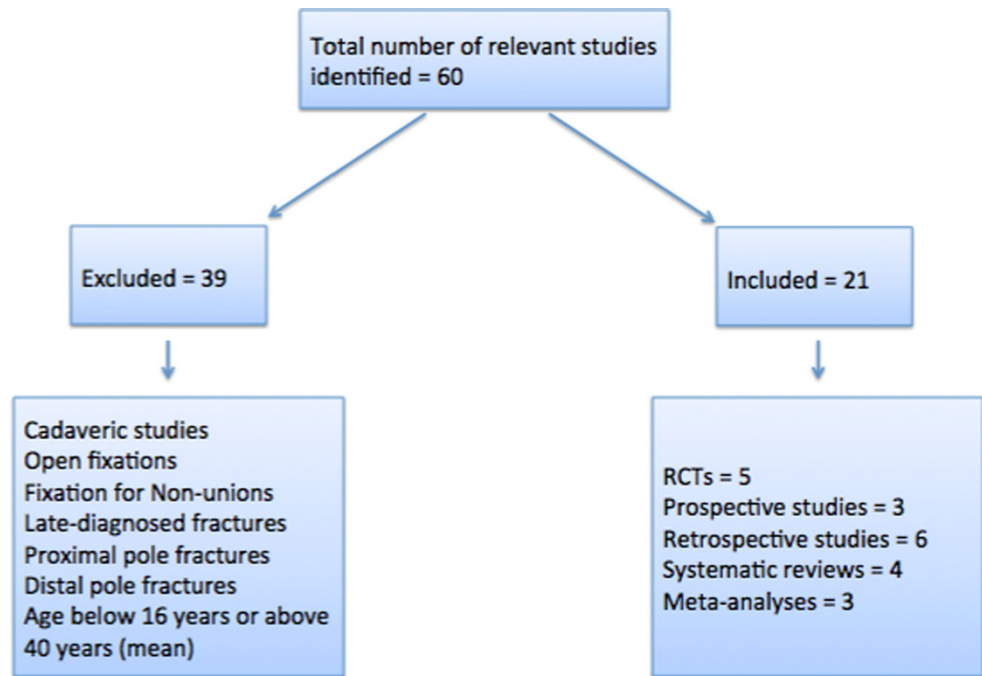 Total number of relevant studies
identified = 60
Excluded = 39
Included = 21
Cadaveric studies
Open fixations
Fixation for Non-unions
Late-diagnosed fractures
Proximal pole fractures
Distal pole fractures
Age below 16 years or above
40 years (mean)
RCTs = 5
Prospective studies = 3
Retrospective studies = 6
Systematic reviews = 4
Meta-analyses = 3